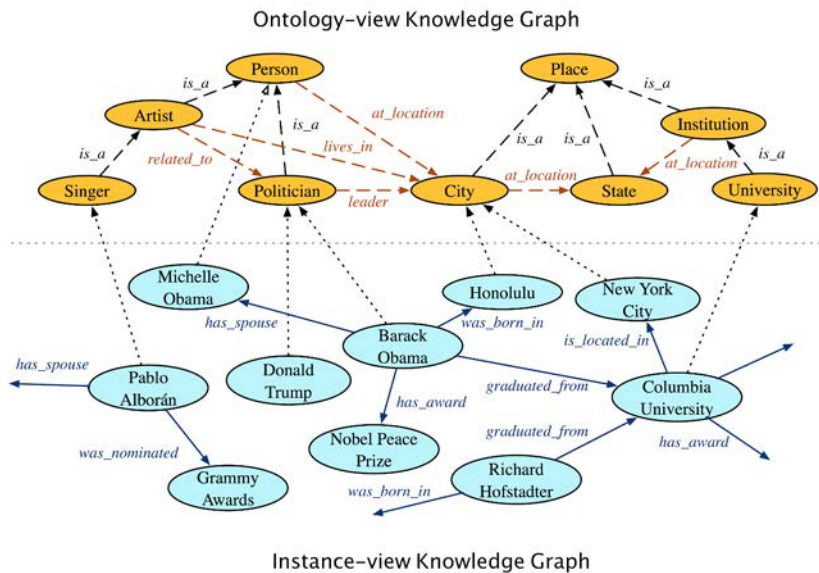 Ontology-view Knowledge Graph
Person
Place
is_a
is_a
Artist
at_location
Institution
is_a
is_a
is_a
is_a
lives_in
related_to
at_location
is_a
Singer
Politician
leader
City
at_location
State
University
Michelle
Obama
Honolulu
New York
City
has_spouse
was_born_in
is_located_in
Barack
Obama
has_spouse
Pablo
Alborán
Donald
Trump
graduated_from
Columbia
University
has_award
graduated_from
has_award
was_nominated
Nobel Peace
Prize
Grammy
Awards
Richard
Hofstadter
was_born_in
Instance-view Knowledge Graph